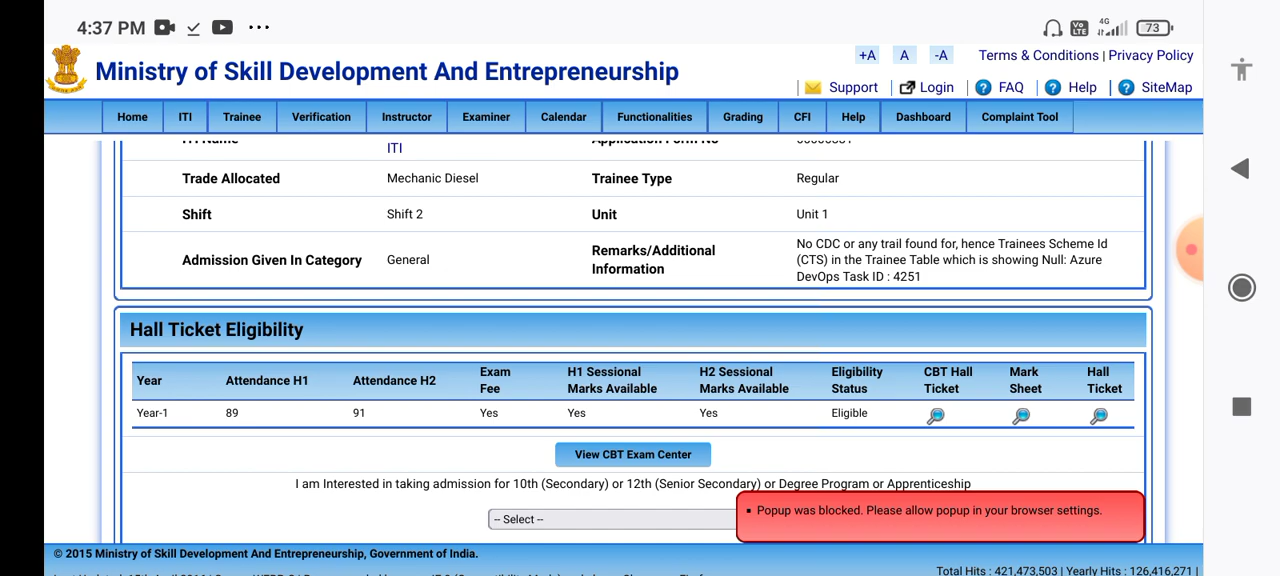 4:37 PM
4G
VoLTE
73
+A A -A Terms & Conditions | Privacy Policy
Ministry of Skill Development And Entrepreneurship
Support Login FAQ Help SiteMap
Home ITI Trainee Verification Instructor Examiner Calendar Functionalities Grading CFI Help Dashboard Complaint Tool
ITI Name ITI Application Form No
Trade Allocated Mechanic Diesel Trainee Type Regular
Shift Shift 2 Unit Unit 1
Admission Given In Category General Remarks/Additional Information
No CDC or any trail found for, hence Trainees Scheme Id
(CTS) in the Trainee Table which is showing Null: Azure
DevOps Task ID : 4251
Hall Ticket Eligibility
Year Attendance H1 Attendance H2 Exam Fee H1 Sessional Marks Available H2 Sessional Marks Available Eligibility Status CBT Hall Ticket Mark Sheet Hall Ticket
Year-1 89 91 Yes Yes Yes Eligible
View CBT Exam Center
I am Interested in taking admission for 10th (Secondary) or 12th (Senior Secondary) or Degree Program or Apprenticeship
-- Select --
Popup was blocked. Please allow popup in your browser settings.
© 2015 Ministry of Skill Development And Entrepreneurship, Government of India.
Total Hits : 421,473,503 | Yearly Hits : 126,416,271 |